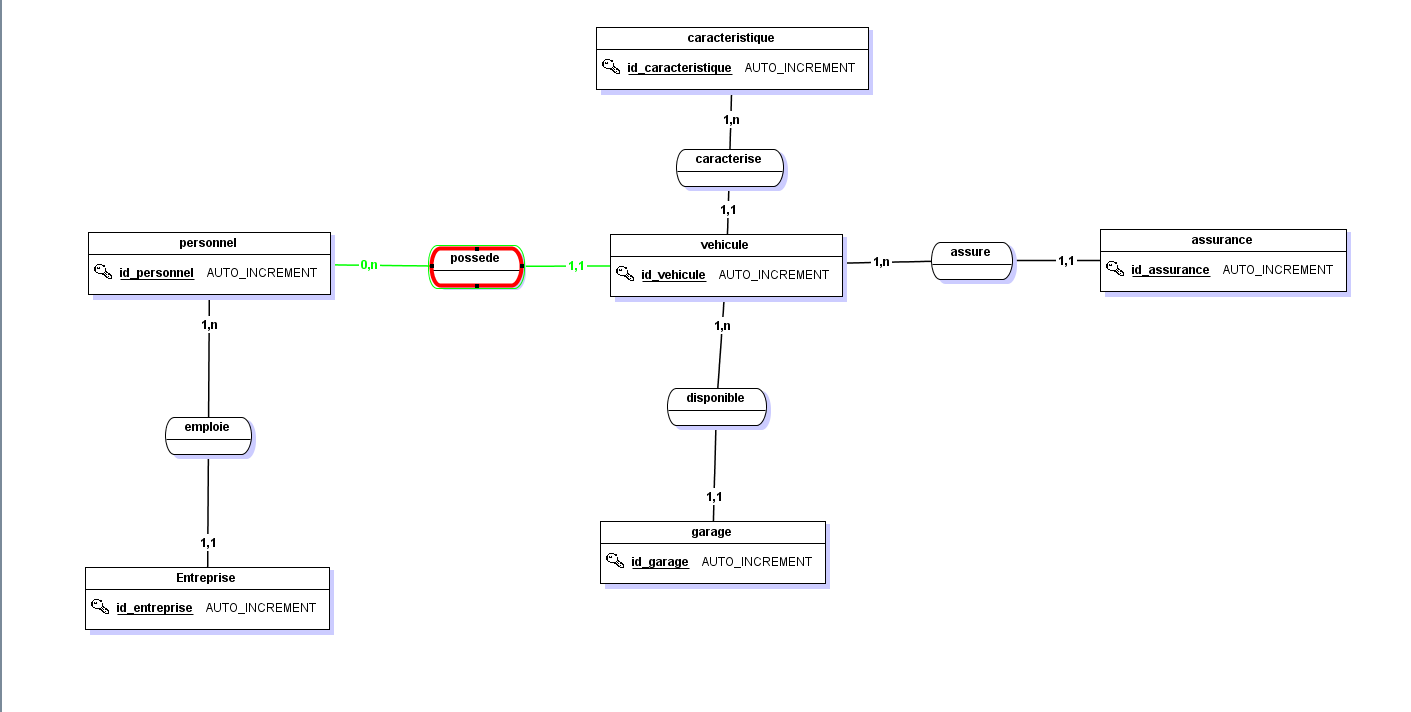 caracteristique
id_caracteristique AUTO_INCREMENT
1,n
caracterise
1,1
personnel
id_personnel AUTO_INCREMENT
0,n
possede
1,1
vehicule
id_vehicule AUTO_INCREMENT
1,n
assure
1,1
assurance
id_assurance AUTO_INCREMENT
1,n
emploie
1,1
Entreprise
id_entreprise AUTO_INCREMENT
1,n
disponible
1,1
garage
id_garage AUTO_INCREMENT